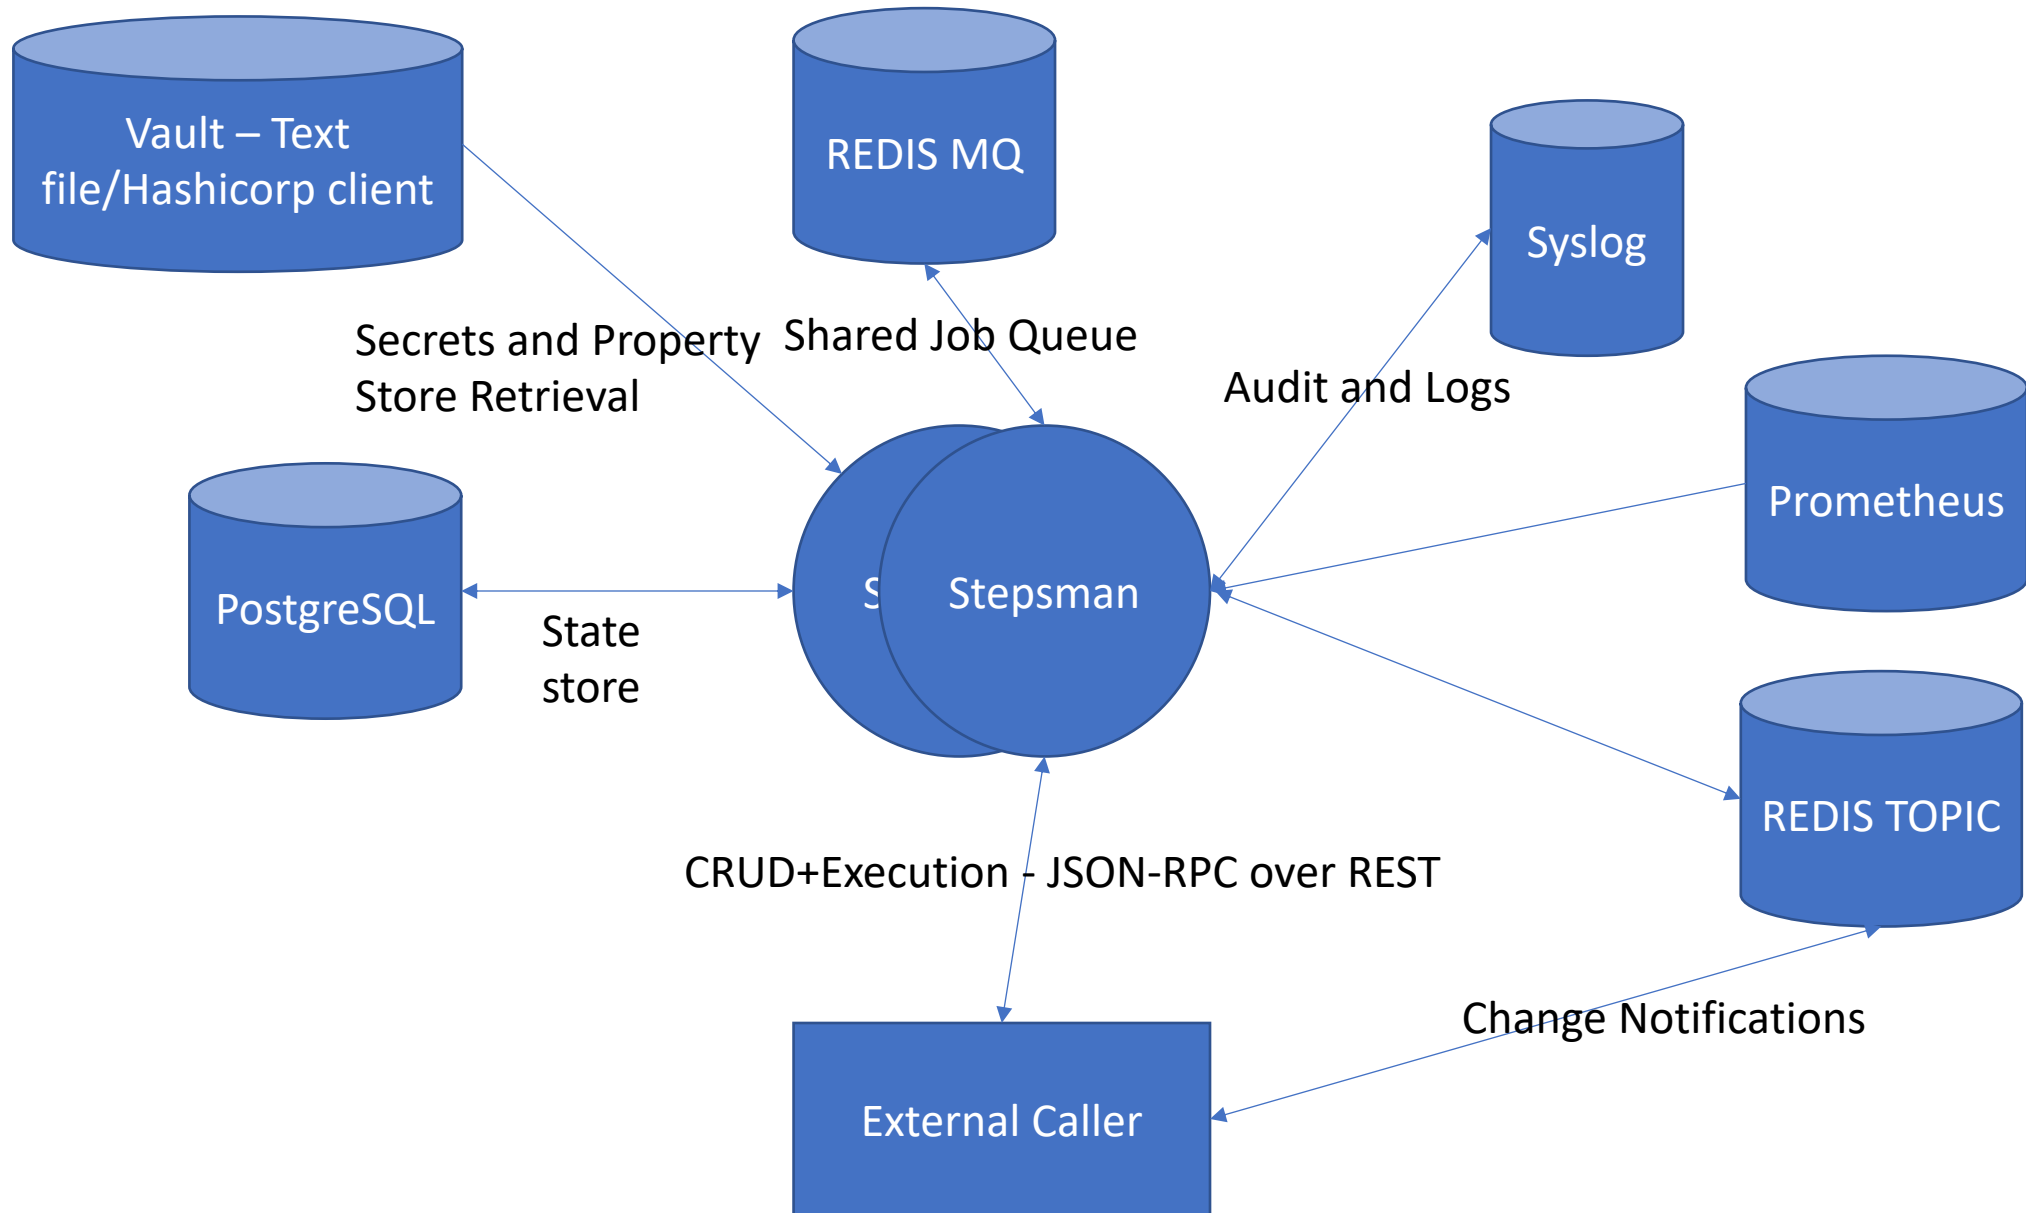 Vault – Text
file/Hashicorp client
REDIS MQ
Syslog
Secrets and Property
Store Retrieval
Shared Job Queue
Audit and Logs
Prometheus
PostgreSQL
State
store
S
Stepsman
REDIS TOPIC
CRUD+Execution - JSON-RPC over REST
Change Notifications
External Caller